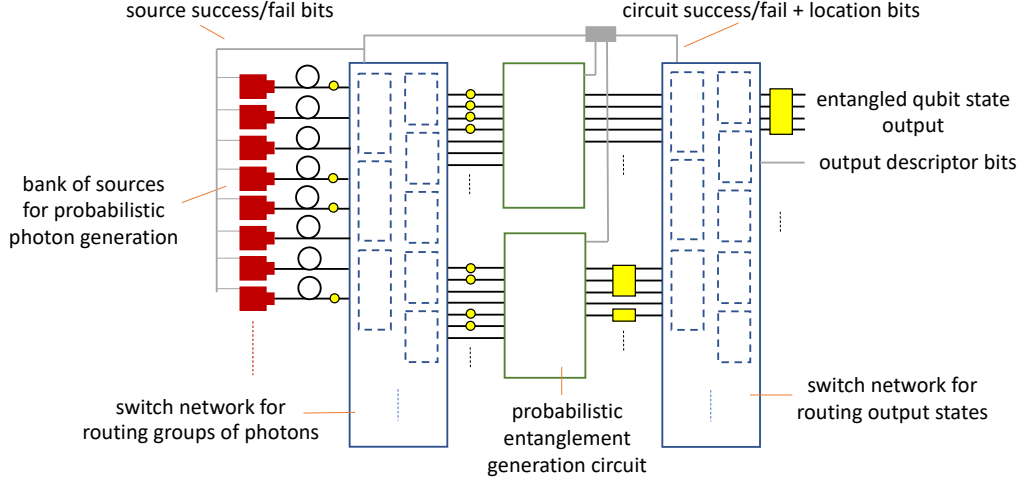 source success/fail bits
circuit success/fail + location bits
bank of sources
for probabilistic
photon generation
entangled qubit state
output
output descriptor bits
switch network for
routing groups of photons
probabilistic
entanglement
generation circuit
switch network for
routing output states